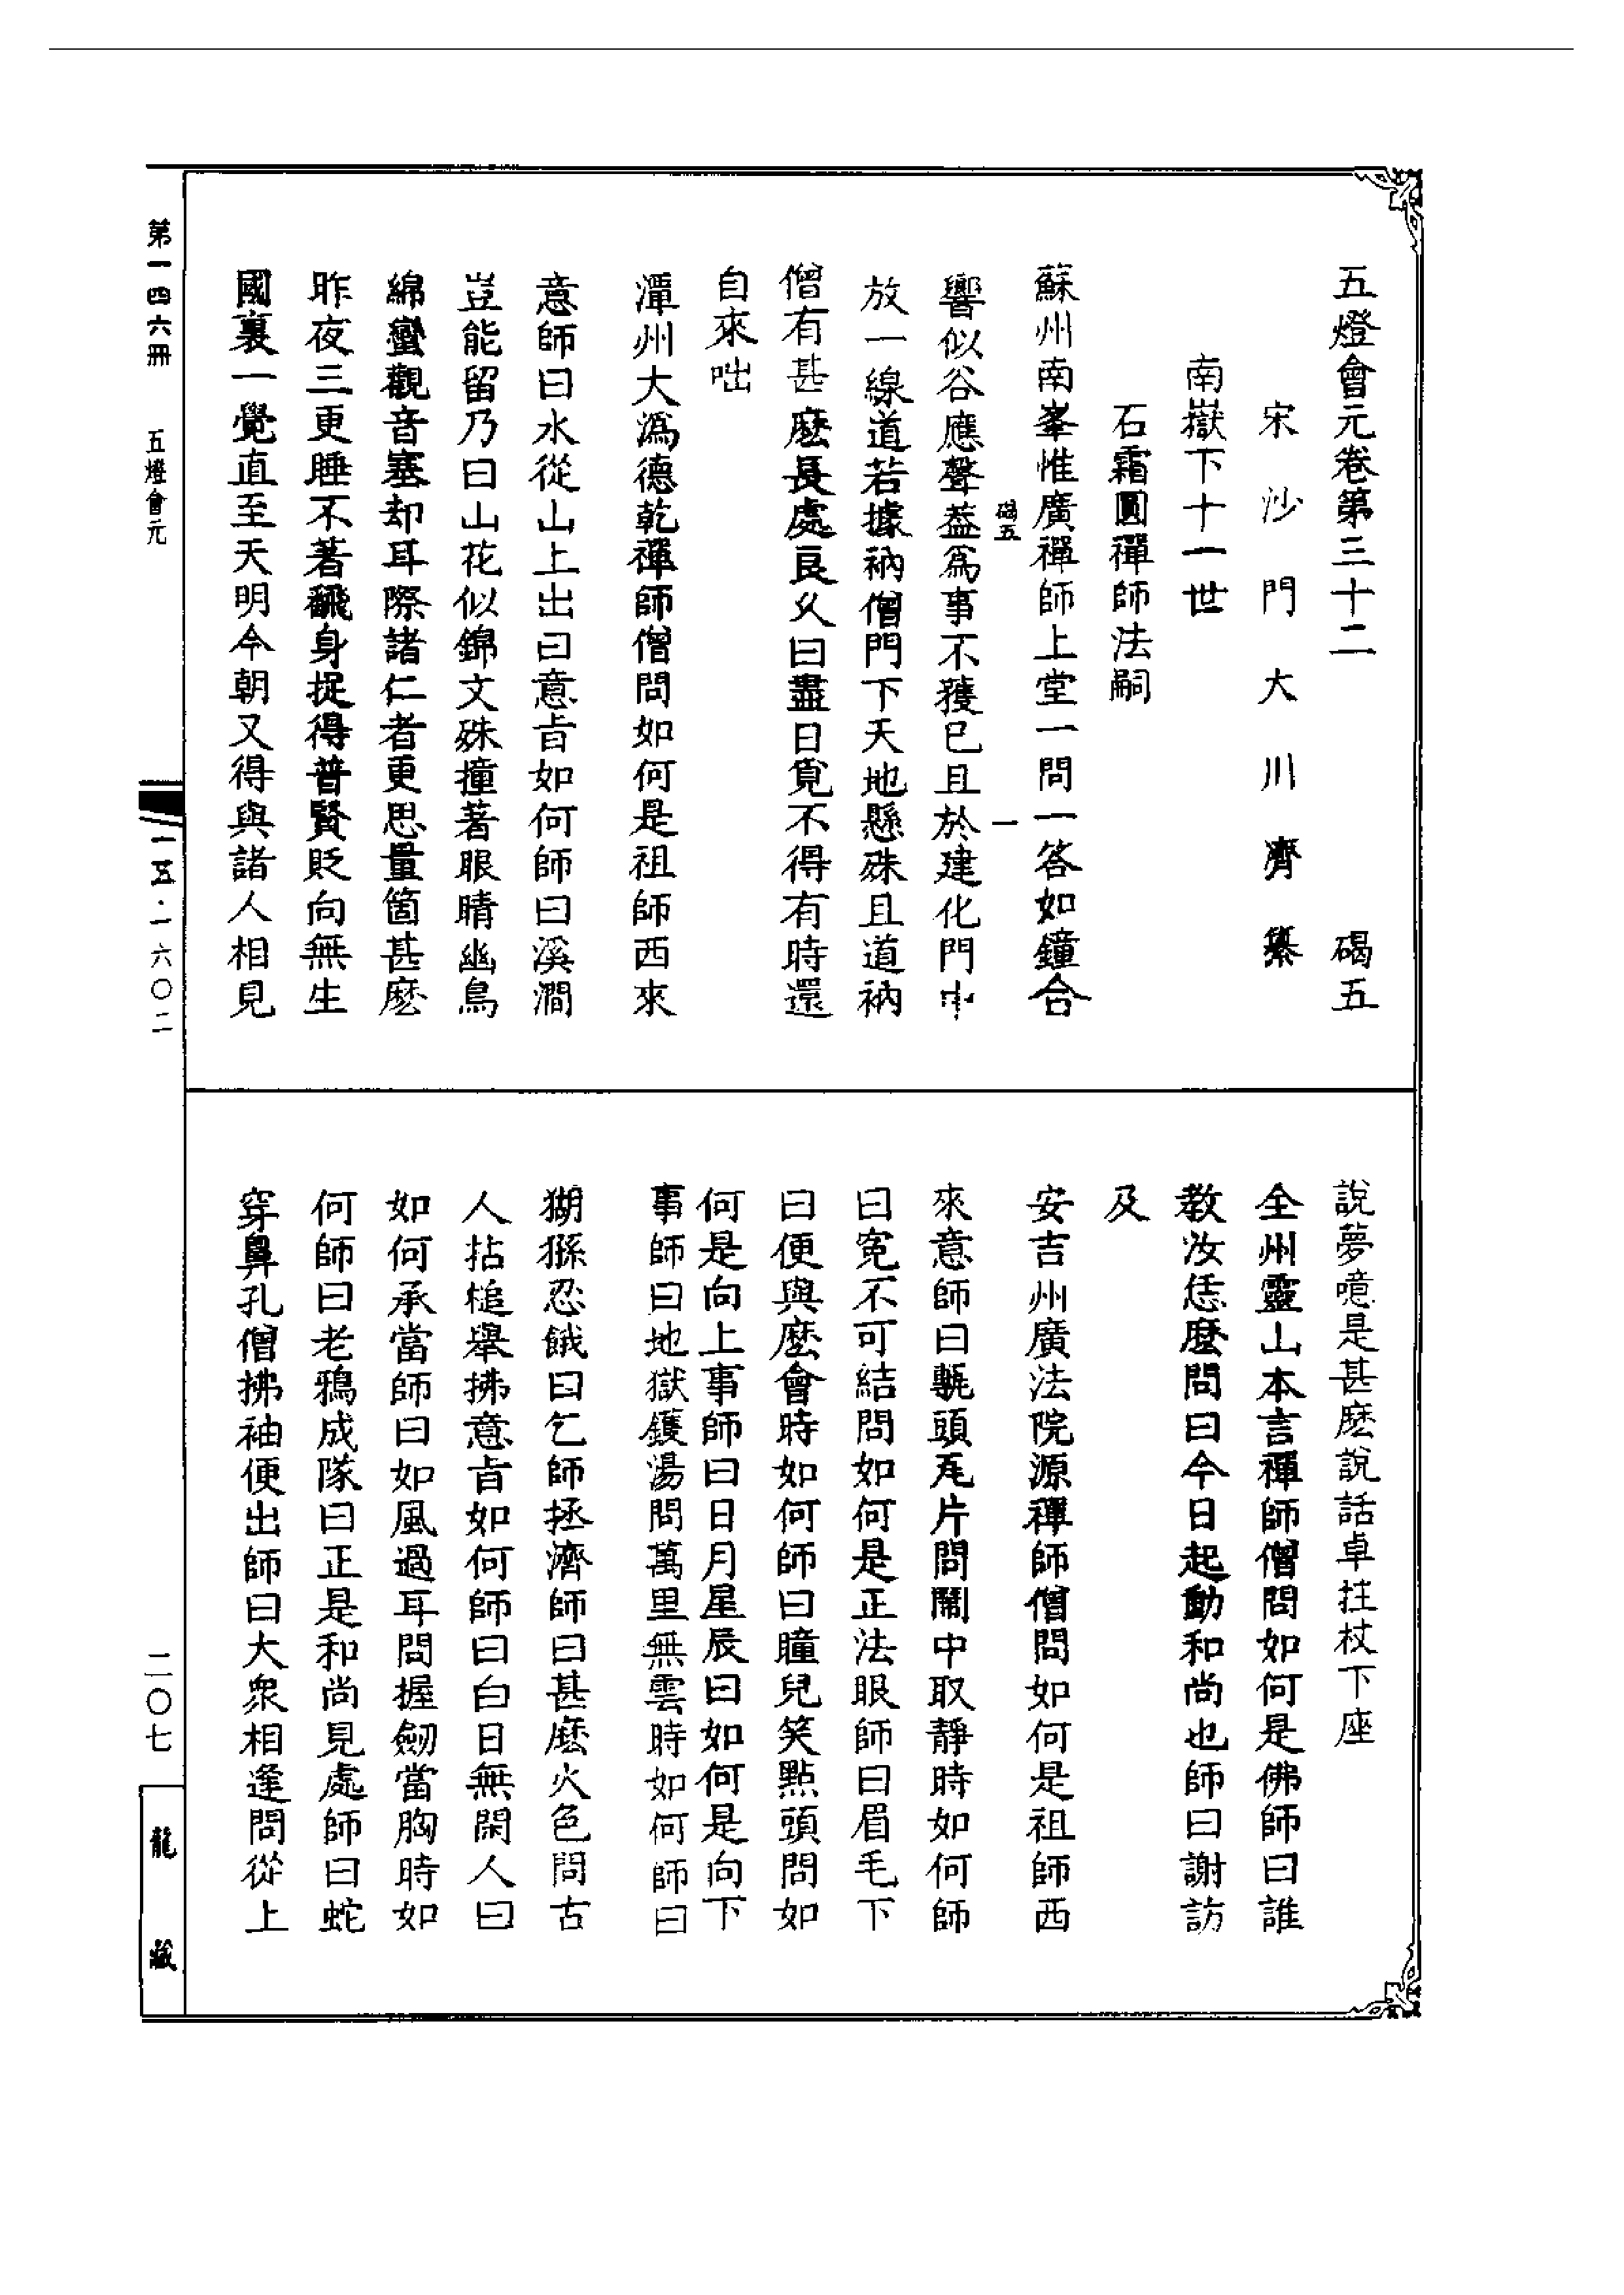 五燈會元卷第三十二 碣五
宋沙門大川濟纂
南嶽下十一世
石霜圓禪師法嗣
蘇州南峯惟廣禪師上堂一問一答如鐘含
碣五 一
響似谷應聲蓋爲事不獲已且於建化門中
放一線道若據衲僧門下天地懸殊且道衲
僧有甚麽長處良久曰盡日覓不得有時還
自來咄
潭州大溈德乾禪師僧問如何是祖師西來
意師曰水從山上出曰意旨如何師曰溪澗
豈能留乃曰山花似錦文殊撞著眼睛幽鳥
綿蠻觀音塞却耳際諸仁者更思量箇甚麽
昨夜三更睡不著飜身捉得普賢貶向無生
國裏一覺直至天明今朝又得與諸人相見
說夢噫是甚麽說話卓拄杖下座
全州靈山本言禪師僧問如何是佛師曰誰
教汝恁麽問曰今日起動和尚也師曰謝訪
及
安吉州廣法院源禪師僧問如何是祖師西
來意師曰甎頭瓦片問鬧中取靜時如何師
曰冤不可結問如何是正法眼師曰眉毛下
曰便與麽會時如何師曰瞳兒笑點頭問如
何是向上事師曰日月星辰曰如何是向下
事師曰地獄鑊湯問萬里無雲時如何師曰
猢猻忍餓曰乞師拯濟師曰甚麽火色問古
人拈槌舉拂意旨如何師曰白日無閑人曰
如何承當師曰如風過耳問握劒當胸時如
何師曰老鴉成隊曰正是和尚見處師曰蛇
穿鼻孔僧拂袖便出師曰大衆相逢問從上
第一四六冊 五燈會元
一五·一六〇二
二〇七
龍藏